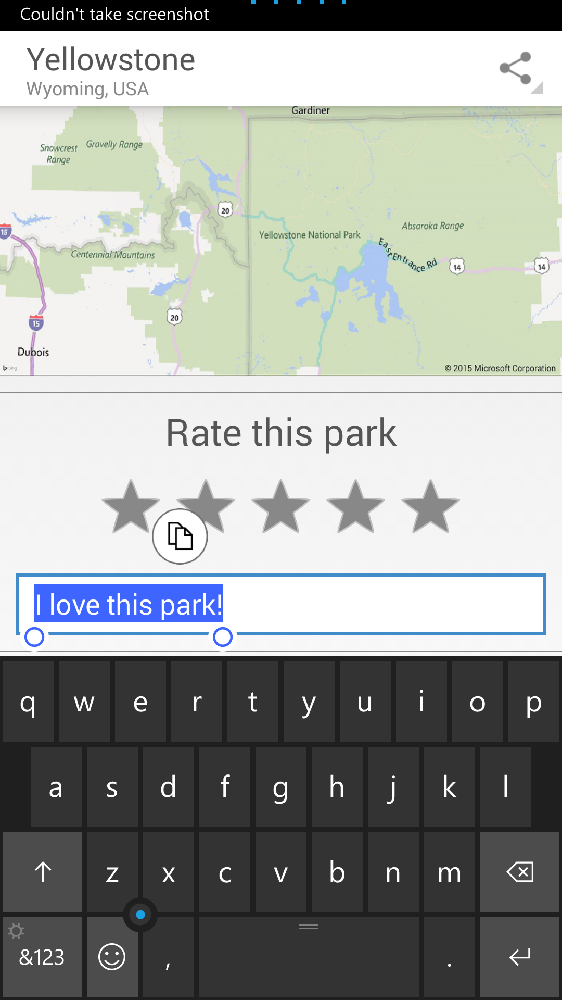 Couldn't take screenshot
Yellowstone
Wyoming, USA
Gardiner
Snowcrest
Range
Gravelly Range
20
15
Yellowstone National Park
Absaroka Range
East Entrance Rd
Centennial Mountains
14
14
20
15
Dubois
bing
© 2015 Microsoft Corporation
Rate this park
I love this park!
q w e r t y u i o p
a s d f g h j k l
z x c v b n m
&123 , .